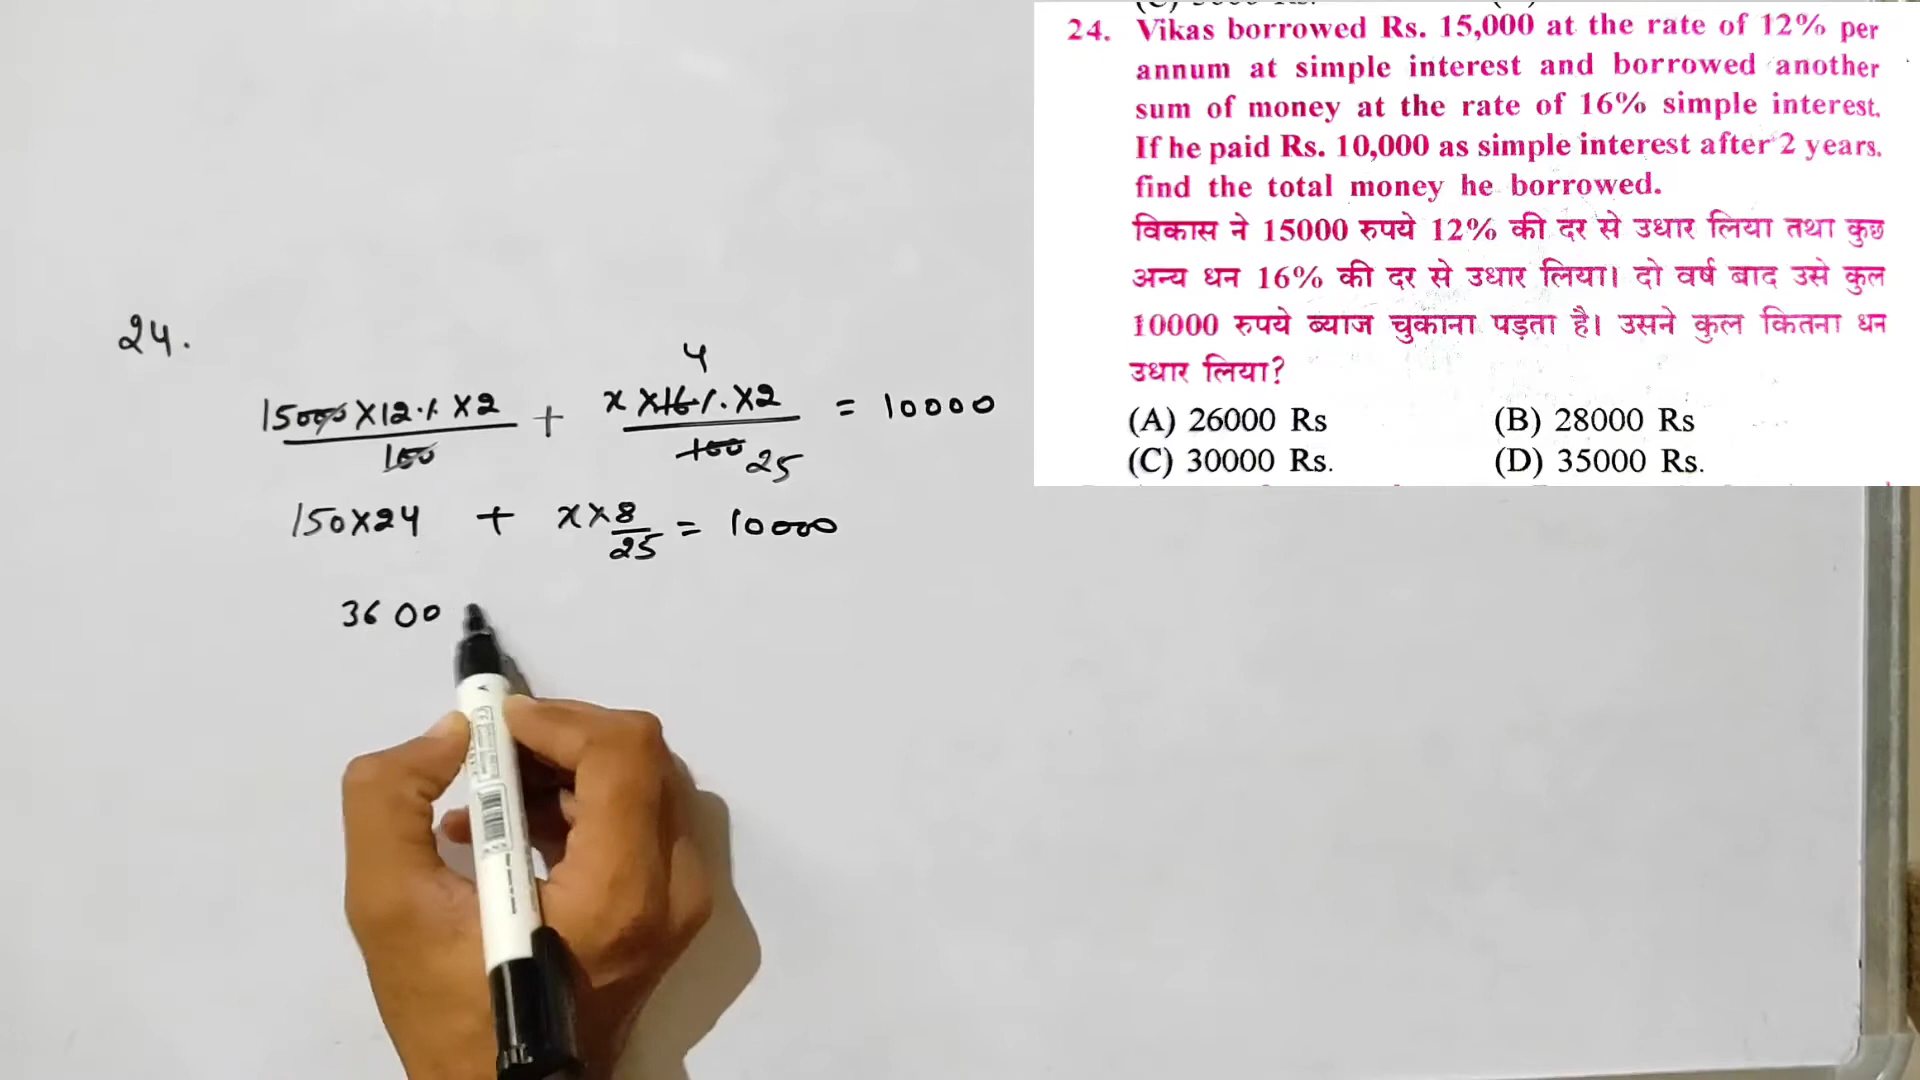 24. Vikas borrowed Rs. 15,000 at the rate of 12% per
annum at simple interest and borrowed another
sum of money at the rate of 16% simple interest.
If he paid Rs. 10,000 as simple interest after 2 years.
find the total money he borrowed.
विकास ने 15000 रुपये 12% की दर से उधार लिया तथा कुछ
अन्य धन 16% की दर से उधार लिया। दो वर्ष बाद उसे कुल
10000 रुपये ब्याज चुकाना पड़ता है। उसने कुल कितना धन
उधार लिया?
(A) 26000 Rs (B) 28000 Rs
(C) 30000 Rs. (D) 35000 Rs.
24.
4
15000 X 12·/. X 2 + x X 16·/. X 2 = 10000
100 100 25
150 X 24 + x X 8 = 10000
25
3600